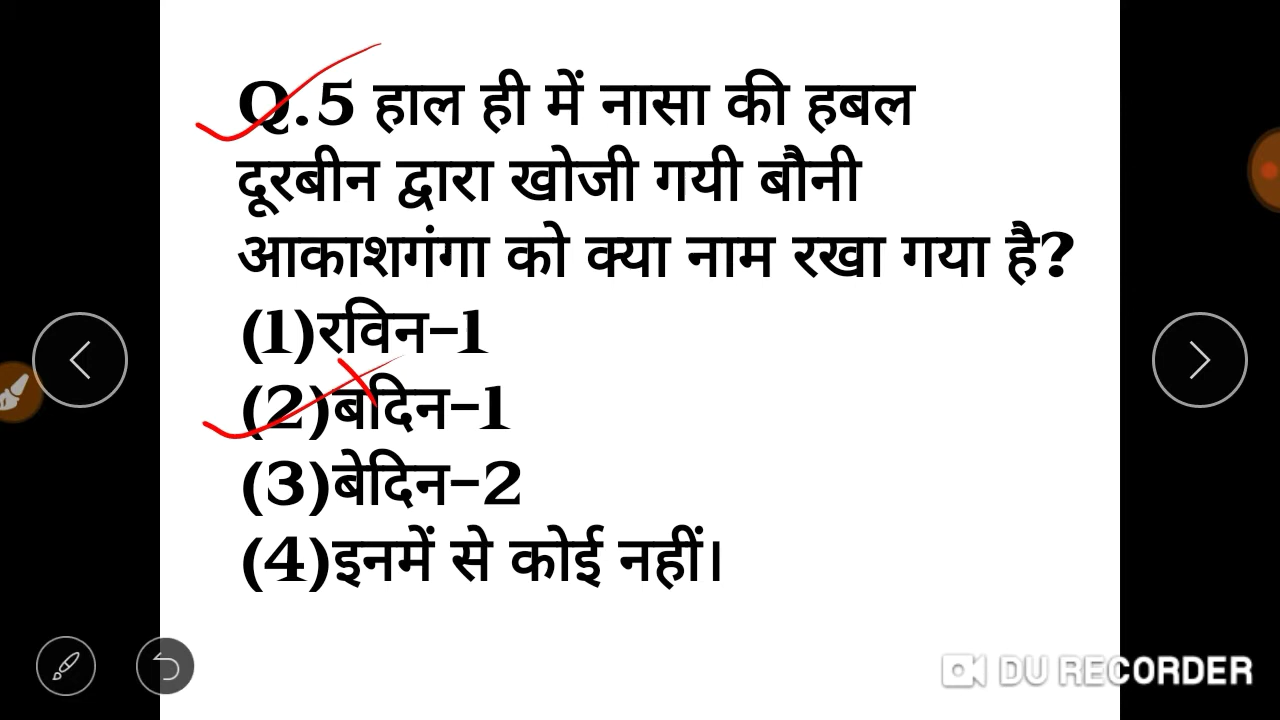 Q.5 हाल ही में नासा की हबल
दूरबीन द्वारा खोजी गयी बौनी
आकाशगंगा को क्या नाम रखा गया है?
(1)रविन-1
(2)बदिन-1
(3)बेदिन-2
(4)इनमें से कोई नहीं।
DU RECORDER